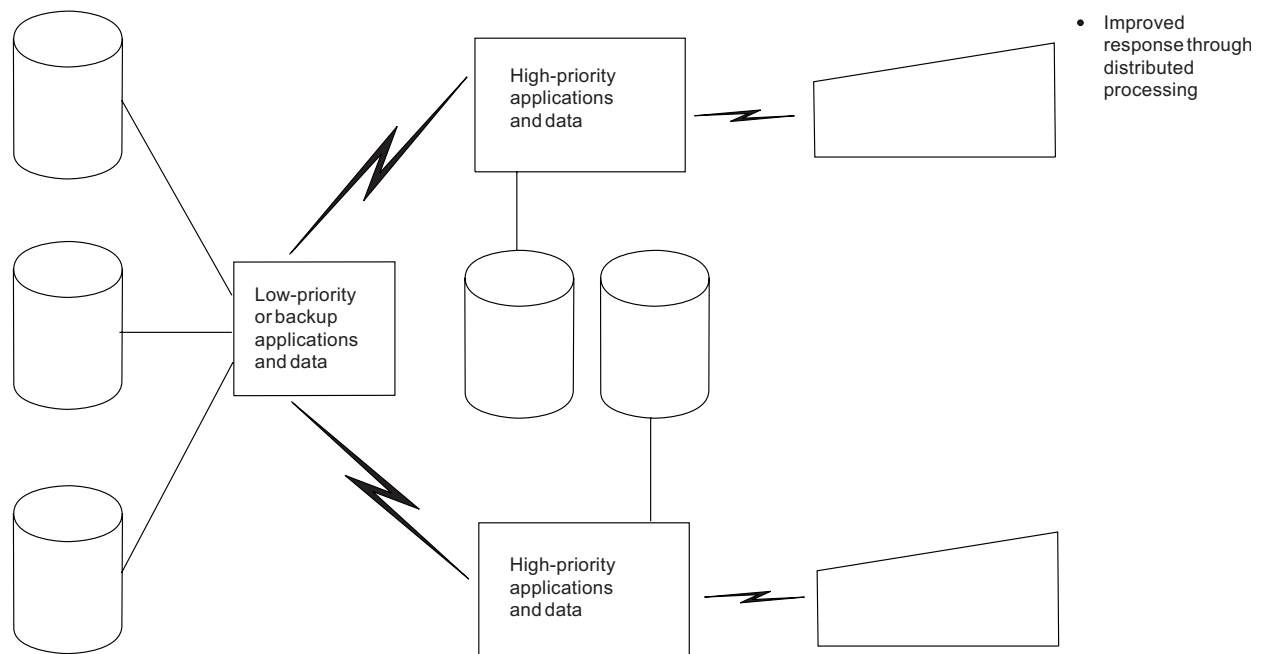 • Improved
response through
distributed
processing
High-priority
applications
and data
Low-priority
or backup
applications
and data
High-priority
applications
and data